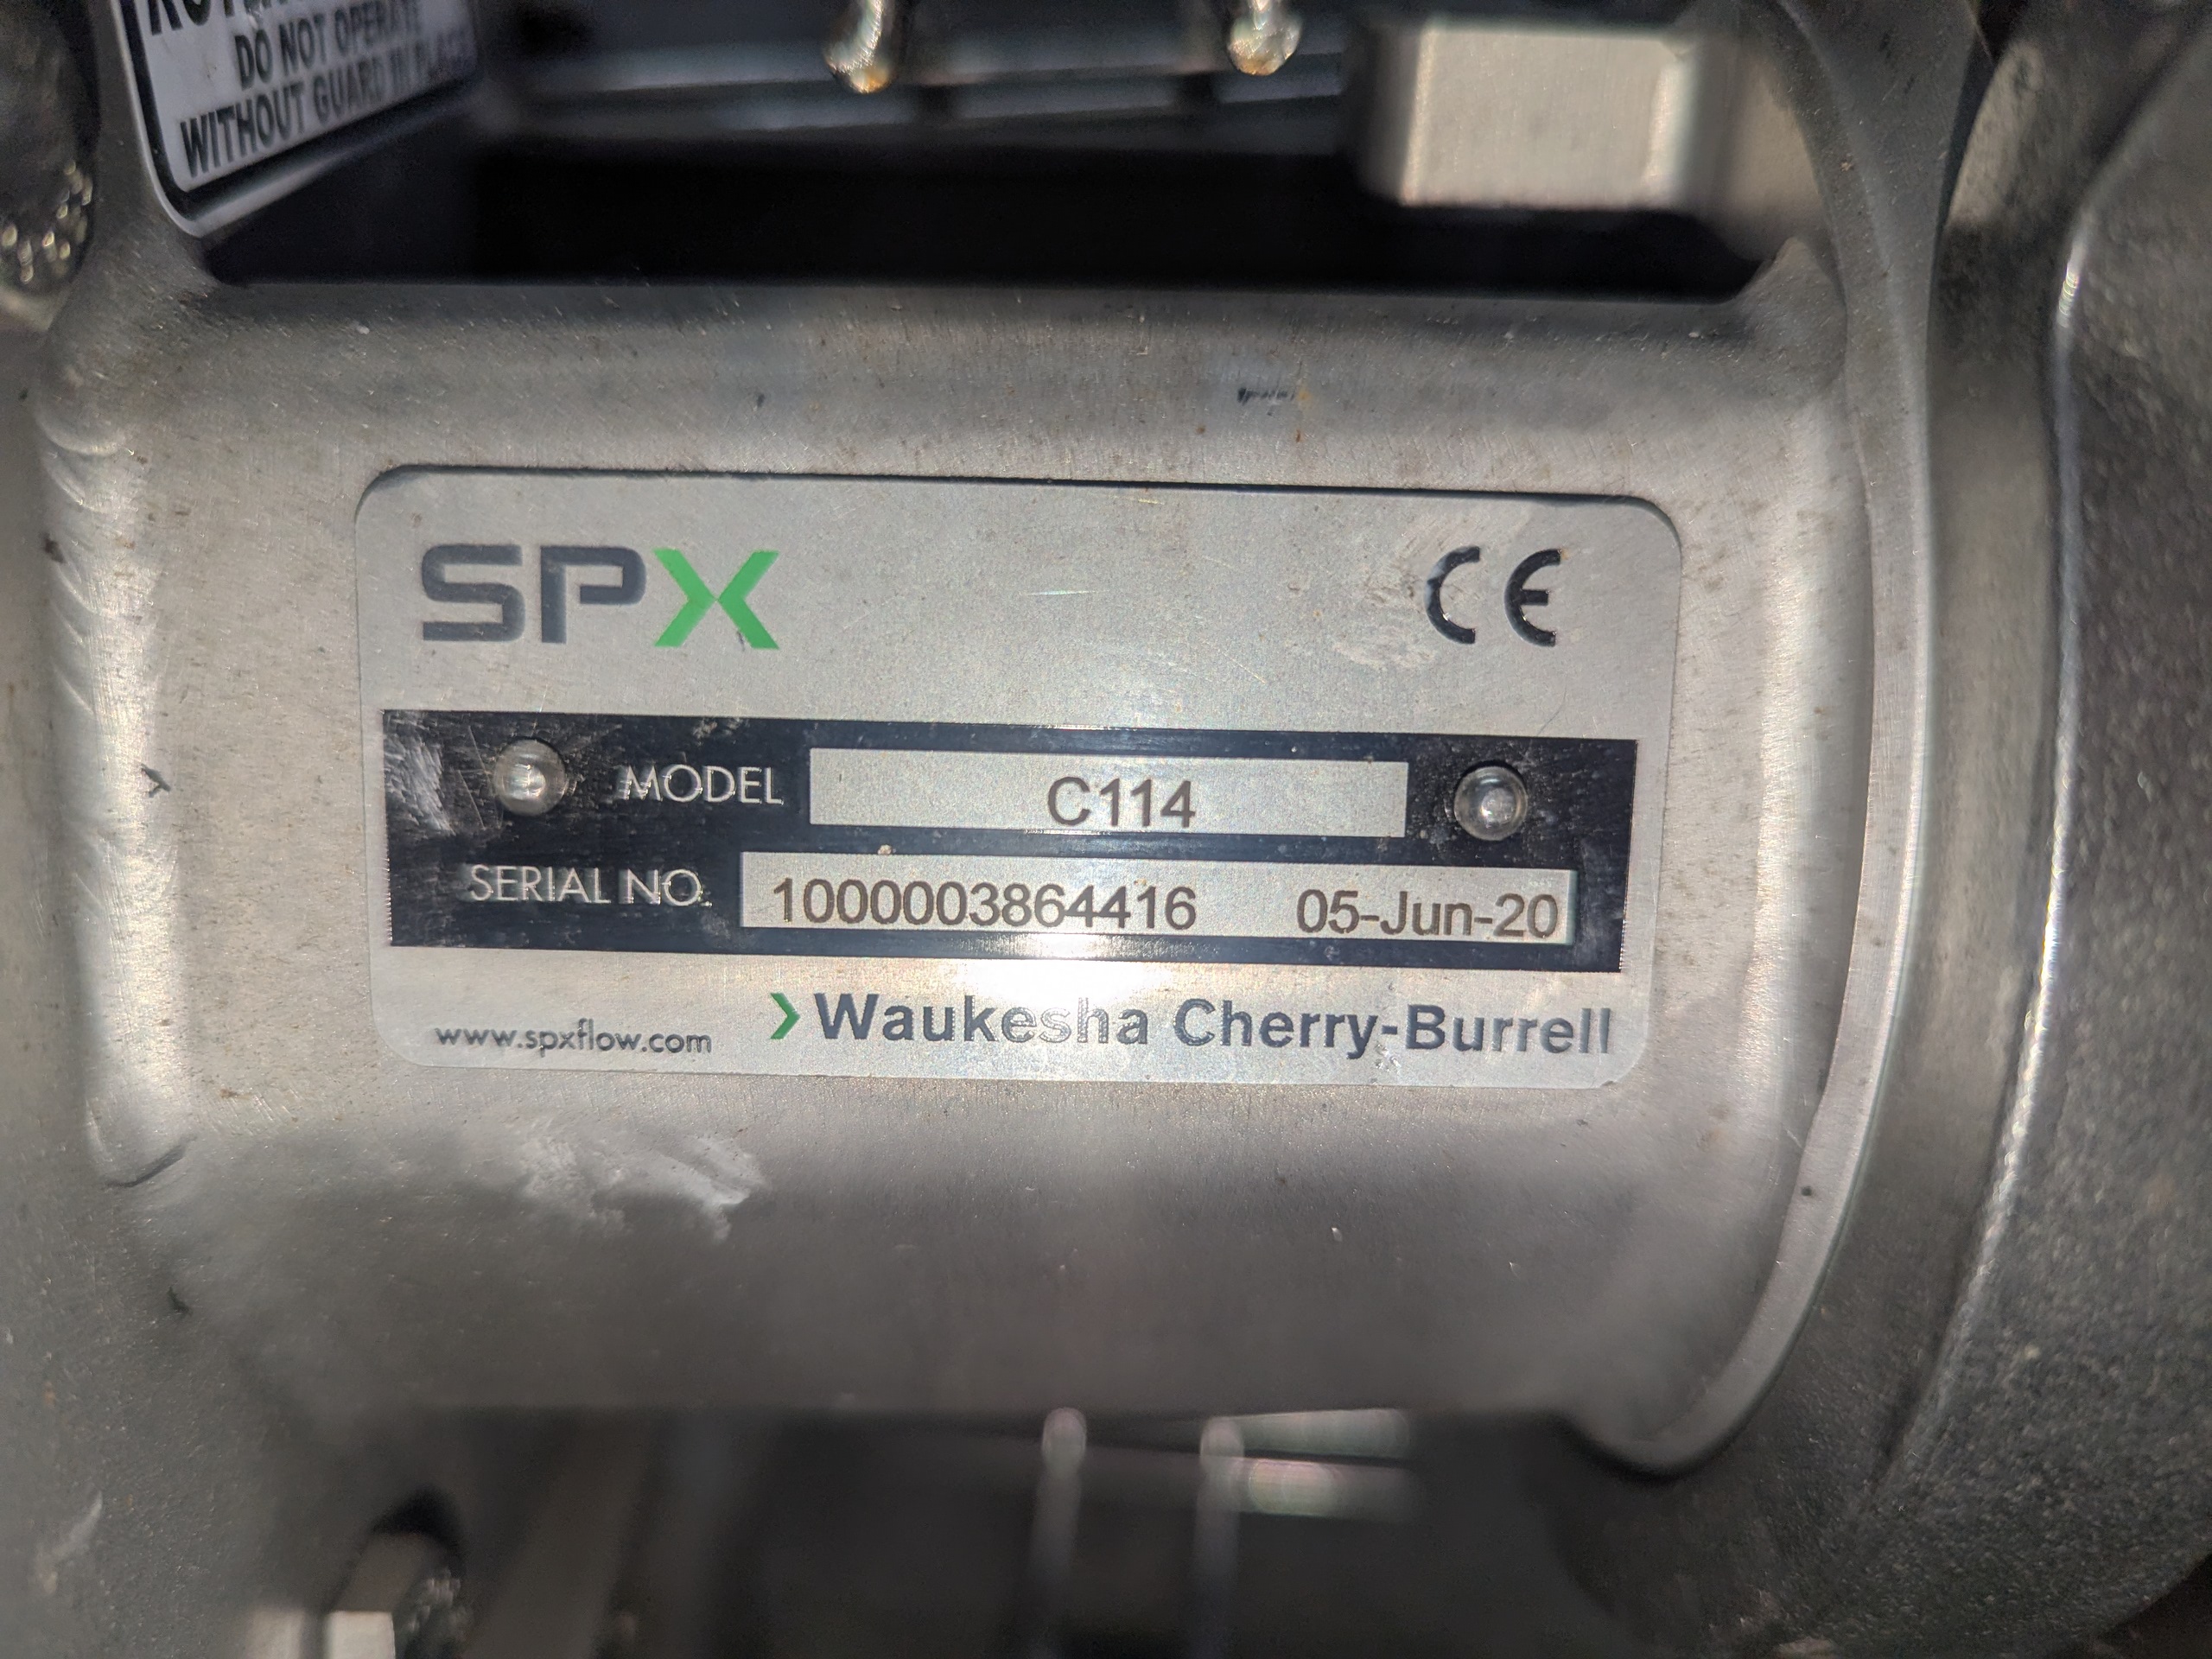 DO NOT OPERATE
WITHOUT GUARD IN PLACE
SPX CE
MODEL C114
SERIAL NO. 1000003864416 05-Jun-20
www.spxflow.com Waukesha Cherry-Burrell